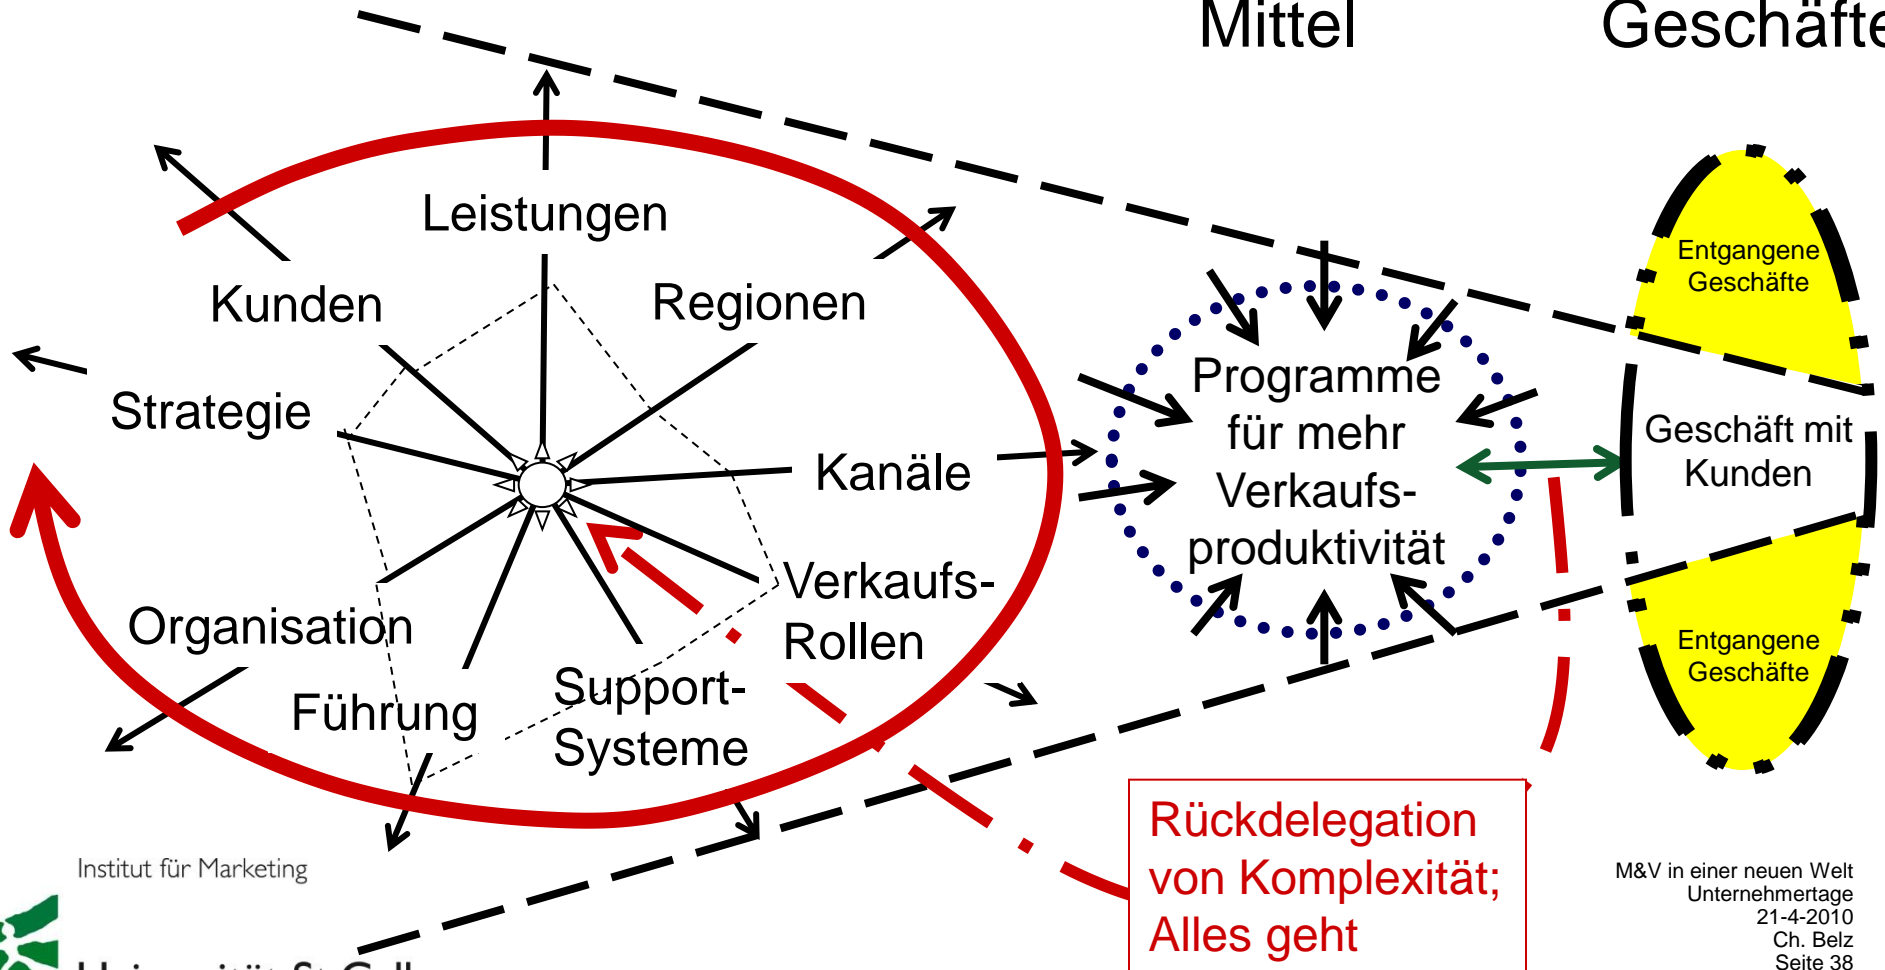 Mittel
Geschäfte
Leistungen
Kunden
Regionen
Strategie
Kanäle
Organisation
Verkaufs-
Rollen
Führung
Support-
Systeme
Programme
für mehr
Verkaufs-
produktivität
Entgangene
Geschäfte
Geschäft mit
Kunden
Entgangene
Geschäfte
Rückdelegation
von Komplexität;
Alles geht
Institut für Marketing
M&V in einer neuen Welt
Unternehmertage
21-4-2010
Ch. Belz
Seite 38